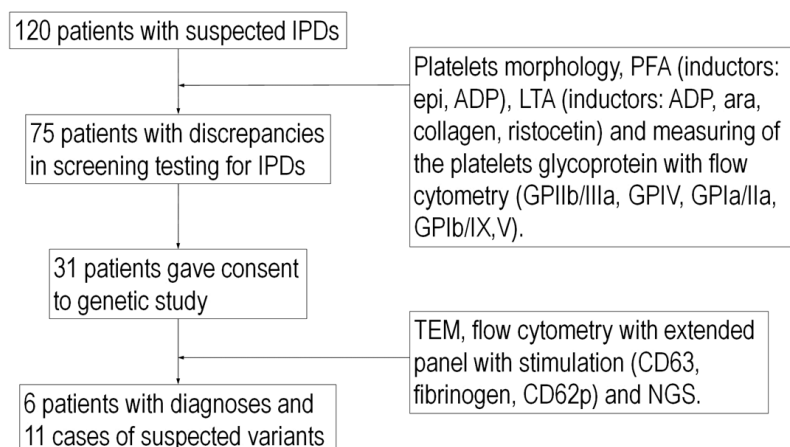 120 patients with suspected IPDs
Platelets morphology, PFA (inductors:
epi, ADP), LTA (inductors: ADP, ara,
collagen, ristocetin) and measuring of
the platelets glycoprotein with flow
cytometry (GPIIb/IIIa, GPIV, GPIa/IIa,
GPIb/IX,V).
75 patients with discrepancies
in screening testing for IPDs
31 patients gave consent
to genetic study
TEM, flow cytometry with extended
panel with stimulation (CD63,
fibrinogen, CD62p) and NGS.
6 patients with diagnoses and
11 cases of suspected variants